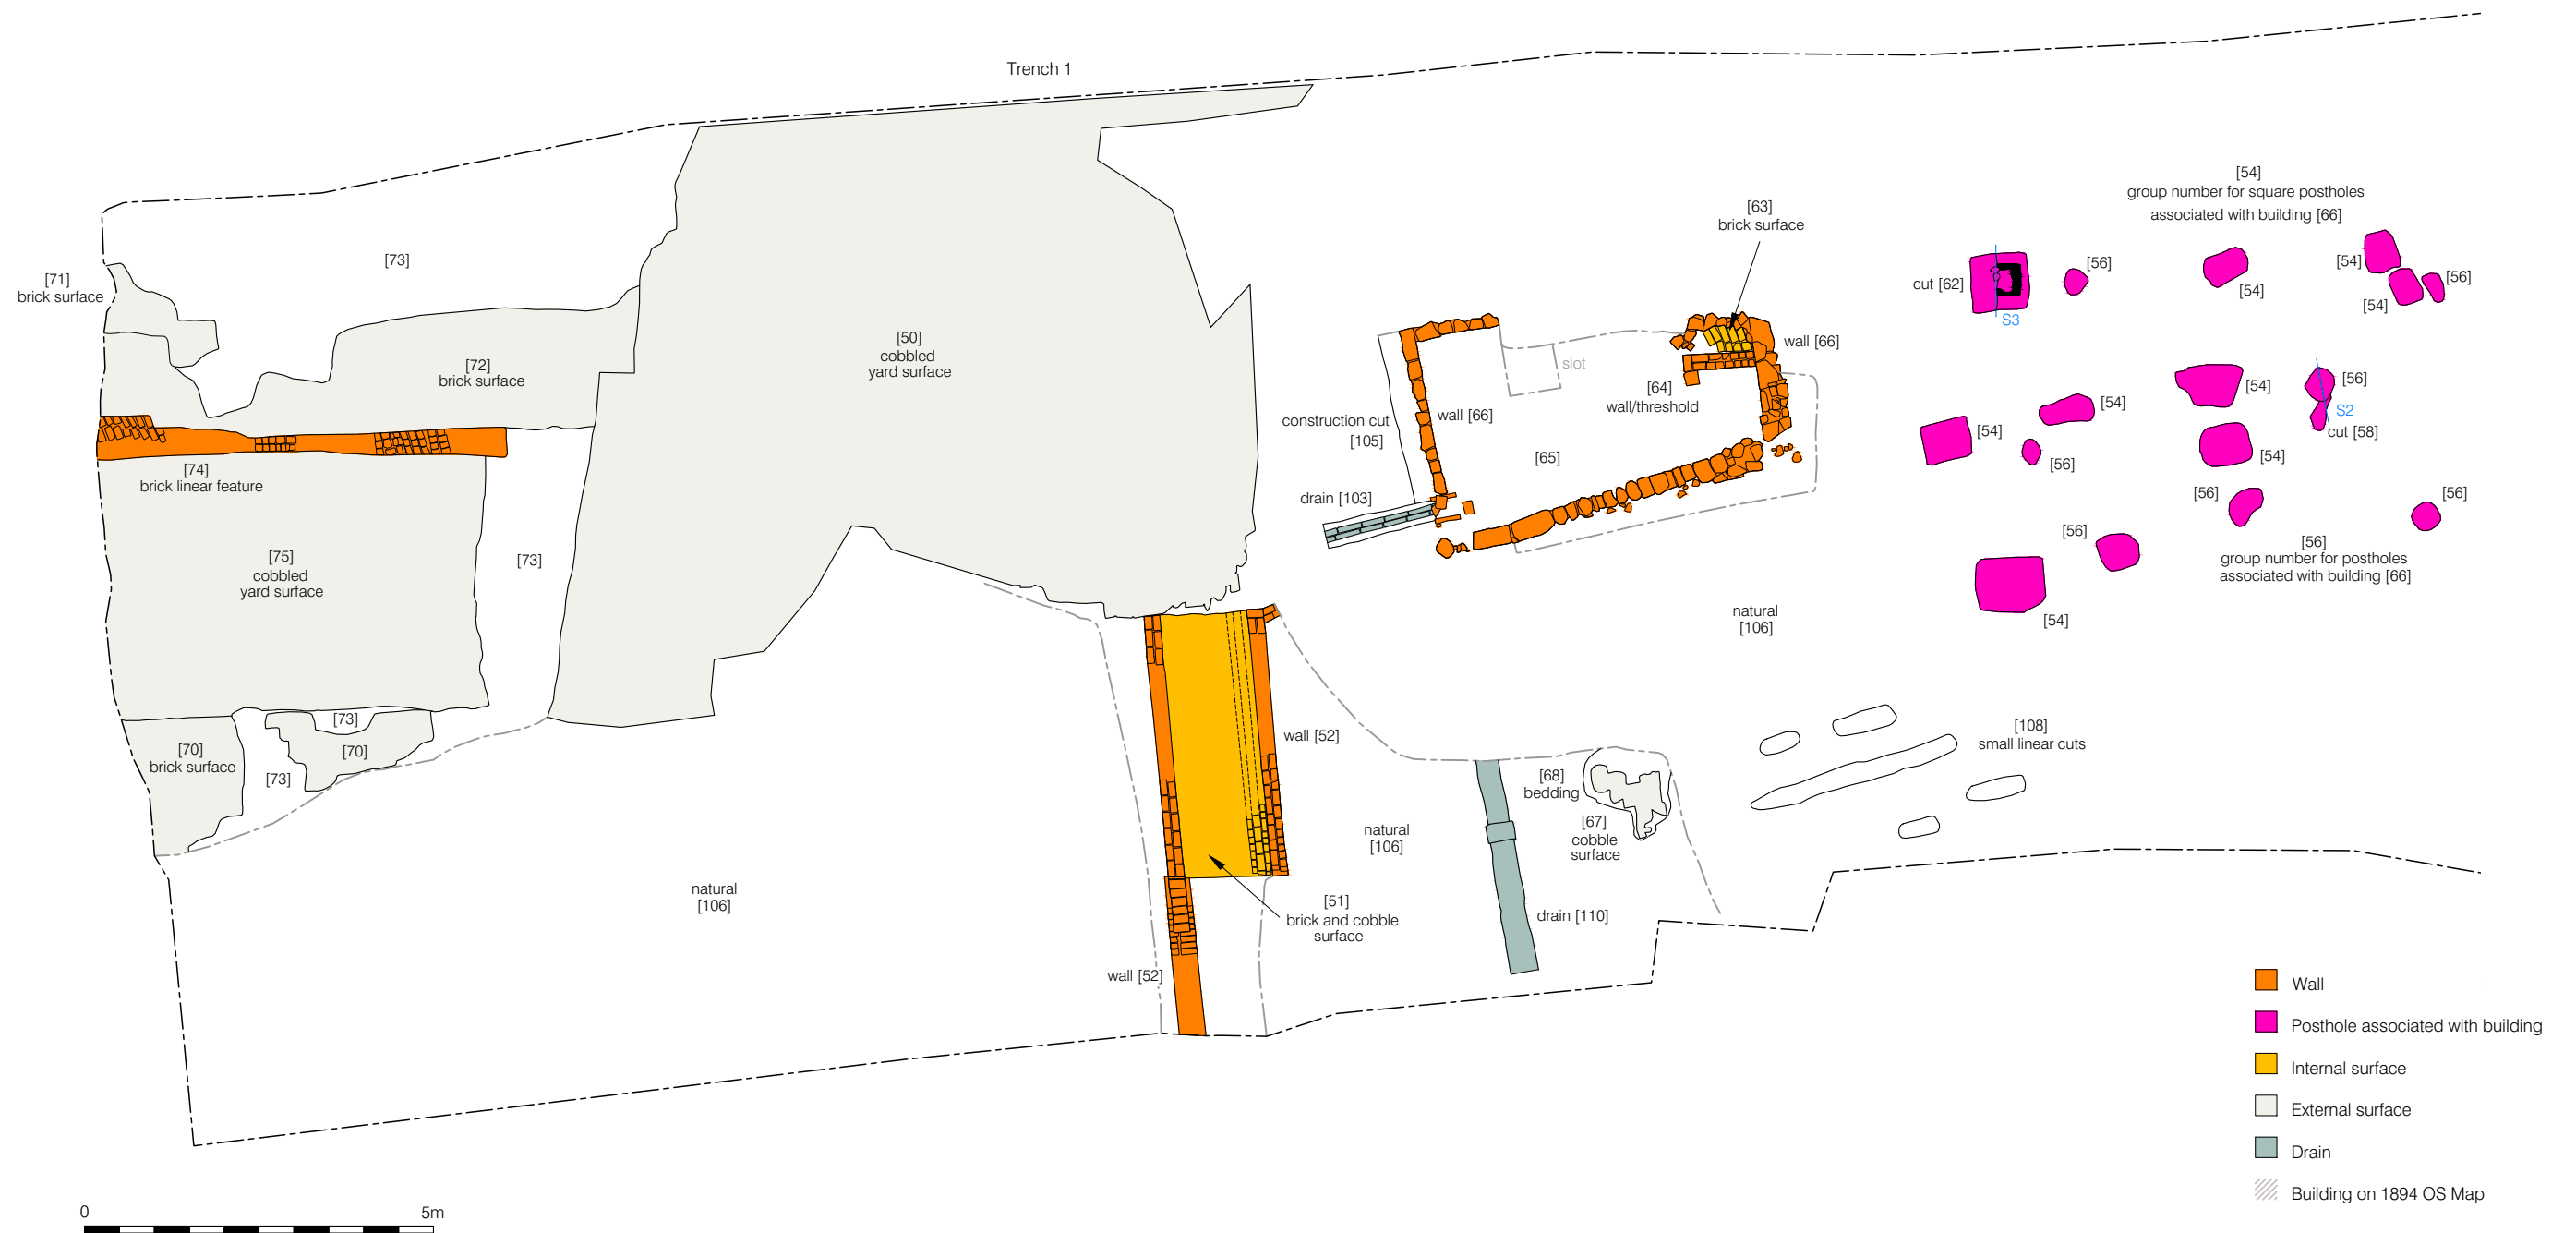 Trench 1
[54]
group number for square postholes
associated with building [66]
[63]
brick surface
[73]
[71]
brick surface
[56]
[54]
[54]
[54]
[56]
cut [62]
S3
[50]
cobbled
yard surface
[72]
brick surface
wall [66]
slot
[64]
wall/threshold
construction cut
[105]
wall [66]
[54]
[56]
S2
cut [58]
[54]
[54]
[54]
[56]
[65]
[74]
brick linear feature
drain [103]
[56]
[56]
[56]
[56]
group number for postholes
associated with building [66]
[75]
cobbled
yard surface
[73]
natural
[106]
[54]
[73]
[70]
[70]
brick surface
[73]
wall [52]
[108]
small linear cuts
[68]
bedding
[67]
cobble
surface
natural
[106]
natural
[106]
[51]
brick and cobble
surface
drain [110]
wall [52]
Wall
Posthole associated with building
Internal surface
External surface
Drain
Building on 1894 OS Map
0
5m